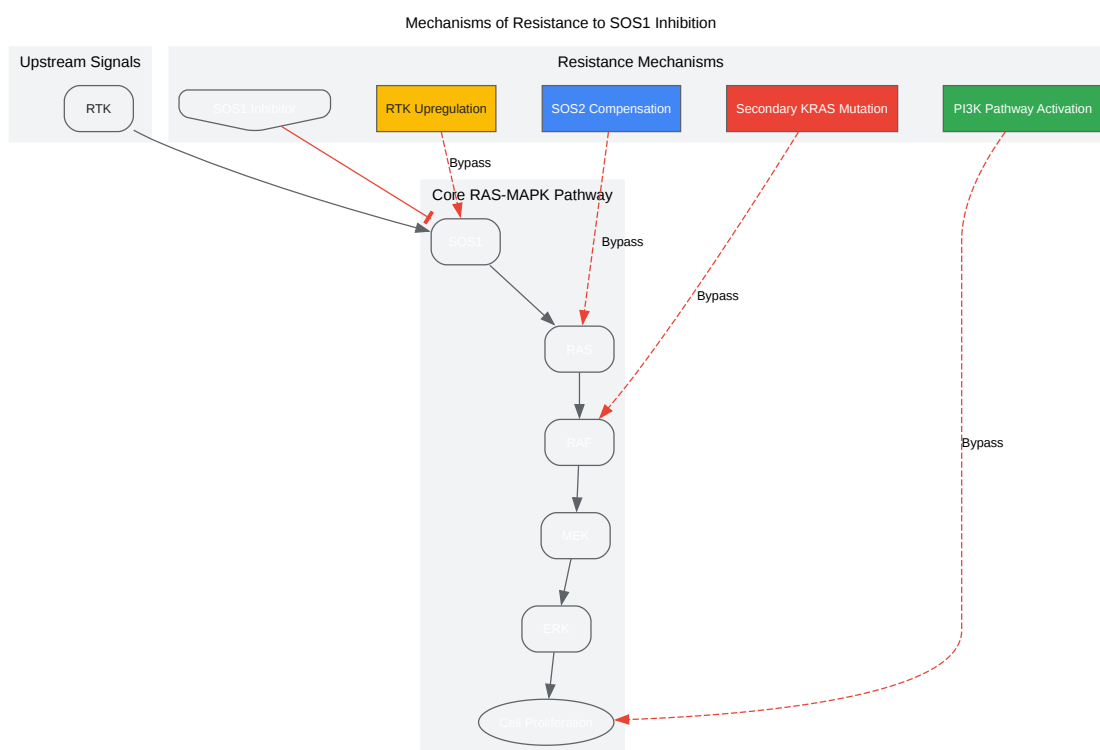 Mechanisms of Resistance to SOS1 Inhibition
Upstream Signals
Resistance Mechanisms
RTK
SOS1 Inhibitor
RTK Upregulation
SOS2 Compensation
Secondary KRAS Mutation
PI3K Pathway Activation
Bypass
Core RAS-MAPK Pathway
SOS1
Bypass
Bypass
RAS
RAF
Bypass
MEK
ERK
Cell Proliferation